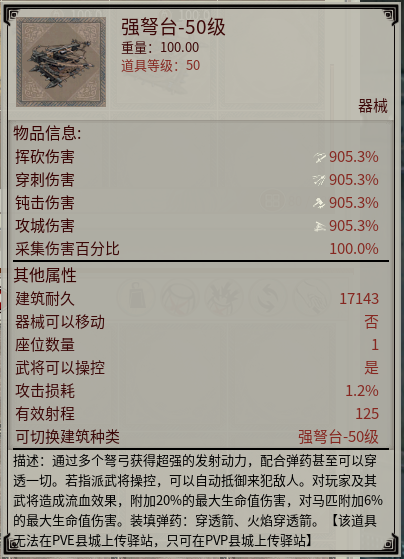 强弩台-50级
重量：100.00
道具等级：50
器械
物品信息:
挥砍伤害 905.3%
穿刺伤害 905.3%
钝击伤害 905.3%
攻城伤害 905.3%
采集伤害百分比 100.0%
其他属性
建筑耐久 17143
器械可以移动 否
座位数量 1
武将可以操控 是
攻击损耗 1.2%
有效射程 125
可切换建筑种类 强弩台-50级
描述：通过多个弩弓获得超强的发射动力，配合弹药甚至可以穿
透一切。若指派武将操控，可以自动抵御来犯敌人。对玩家及其
武将造成流血效果，附加20%的最大生命值伤害，对马匹附加6%
的最大生命值伤害。装填弹药：穿透箭、火焰穿透箭。【该道具
无法在PVE县城上传驿站，只可在PVP县城上传驿站】